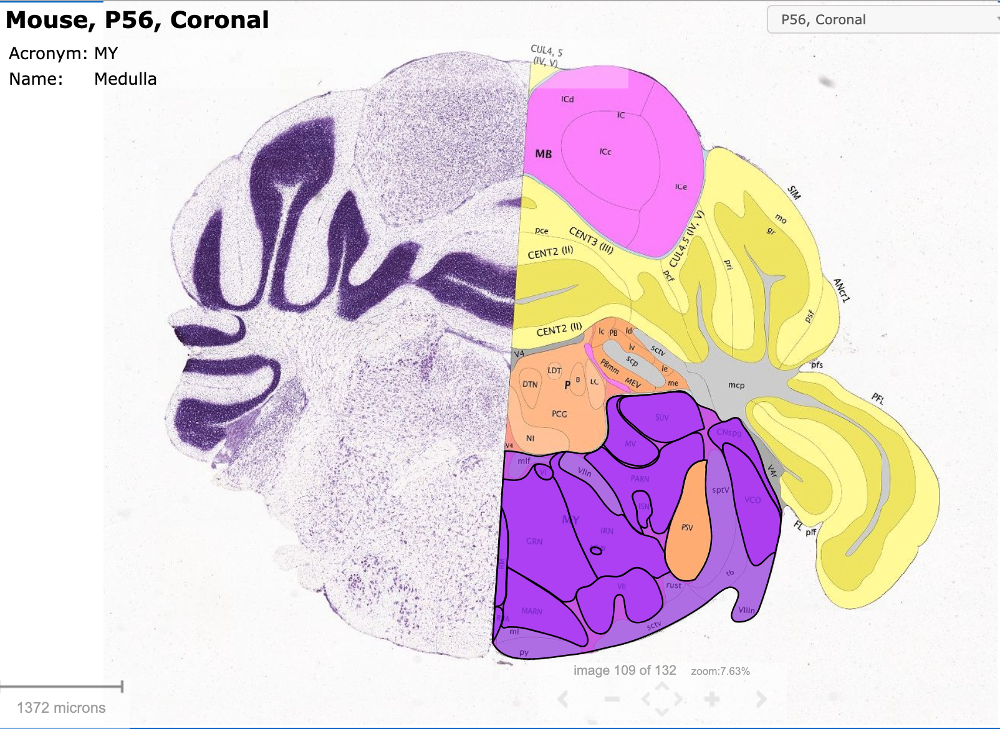 Mouse, P56, Coronal
P56, Coronal
Acronym: MY
Name: Medulla
CUL4, 5
(IV, V)
ICd
IC
MB
ICc
ICe
SIM
mo
gr
pce
CENT3 (III)
CUL4,5 (IV, V)
CENT2 (II)
pri
pcf
ANcr1
psf
CENT2 (II)
lc
PB
ld
V4
lv
sctv
scp
pfs
LDT
PBmm
le
DTN
P
B
LC
MEV
me
mcp
PFL
PCG
SUV
CNspg
NI
MV
V4
mlf
VI
VIIn
PARN
V4r
sptV
VCO
ISN
MY
PSV
FL
plf
IRN
GRN
RM
tb
VII
rust
MARN
VIIIn
sctv
ml
py
image 109 of 132 zoom:7.63%
1372 microns